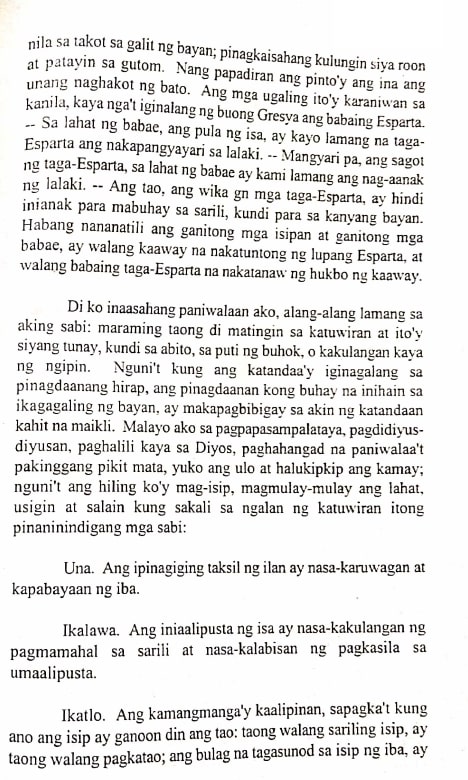 nila sa takot sa galit ng bayan; pinagkaisahang kulungin siya roon
at patayin sa gutom. Nang papadiran ang pinto'y ang ina ang
unang naghakot ng bato. Ang mga ugaling ito'y karaniwan sa
kanila, kaya nga't iginalang ng buong Gresya ang babaing Esparta.
-- Sa lahat ng babae, ang pula ng isa, ay kayo lamang na taga-
Esparta ang nakapangyayari sa lalaki. -- Mangyari pa, ang sagot
ng taga-Esparta, sa lahat ng babae ay kami lamang ang nag-aanak
ng lalaki. -- Ang tao, ang wika gn mga taga-Esparta, ay hindi
inianak para mabuhay sa sarili, kundi para sa kanyang bayan.
Habang nananatili ang ganitong mga isipan at ganitong mga
babae, ay walang kaaway na nakatuntong ng lupang Esparta, at
walang babaing taga-Esparta na nakatanaw ng hukbo ng kaaway.
Di ko inaasahang paniwalaan ako, alang-alang lamang sa
aking sabi: maraming taong di matingin sa katuwiran at ito'y
siyang tunay, kundi sa abito, sa puti ng buhok, o kakulangan kaya
ng ngipin. Nguni't kung ang katandaa'y iginagalang sa
pinagdaanang hirap, ang pinagdaanan kong buhay na inihain sa
ikagagaling ng bayan, ay makapagbibigay sa akin ng katandaan
kahit na maikli. Malayo ako sa pagpapasampalataya, pagdidiyus-
diyusan, paghalili kaya sa Diyos, paghahangad na paniwalaa't
pakinggang pikit mata, yuko ang ulo at halukipkip ang kamay;
nguni't ang hiling ko'y mag-isip, magmulay-mulay ang lahat,
usigin at salain kung sakali sa ngalan ng katuwiran itong
pinaninindigang mga sabi:
Una. Ang ipinagiging taksil ng ilan ay nasa-karuwagan at
kapabayaan ng iba.
Ikalawa. Ang iniaalipusta ng isa ay nasa-kakulangan ng
pagmamahal sa sarili at nasa-kalabisan ng pagkasila sa
umaalipusta.
Ikatlo. Ang kamangmanga'y kaalipinan, sapagka't kung
ano ang isip ay ganoon din ang tao: taong walang sariling isip, ay
taong walang pagkatao; ang bulag na tagasunod sa isip ng iba, ay